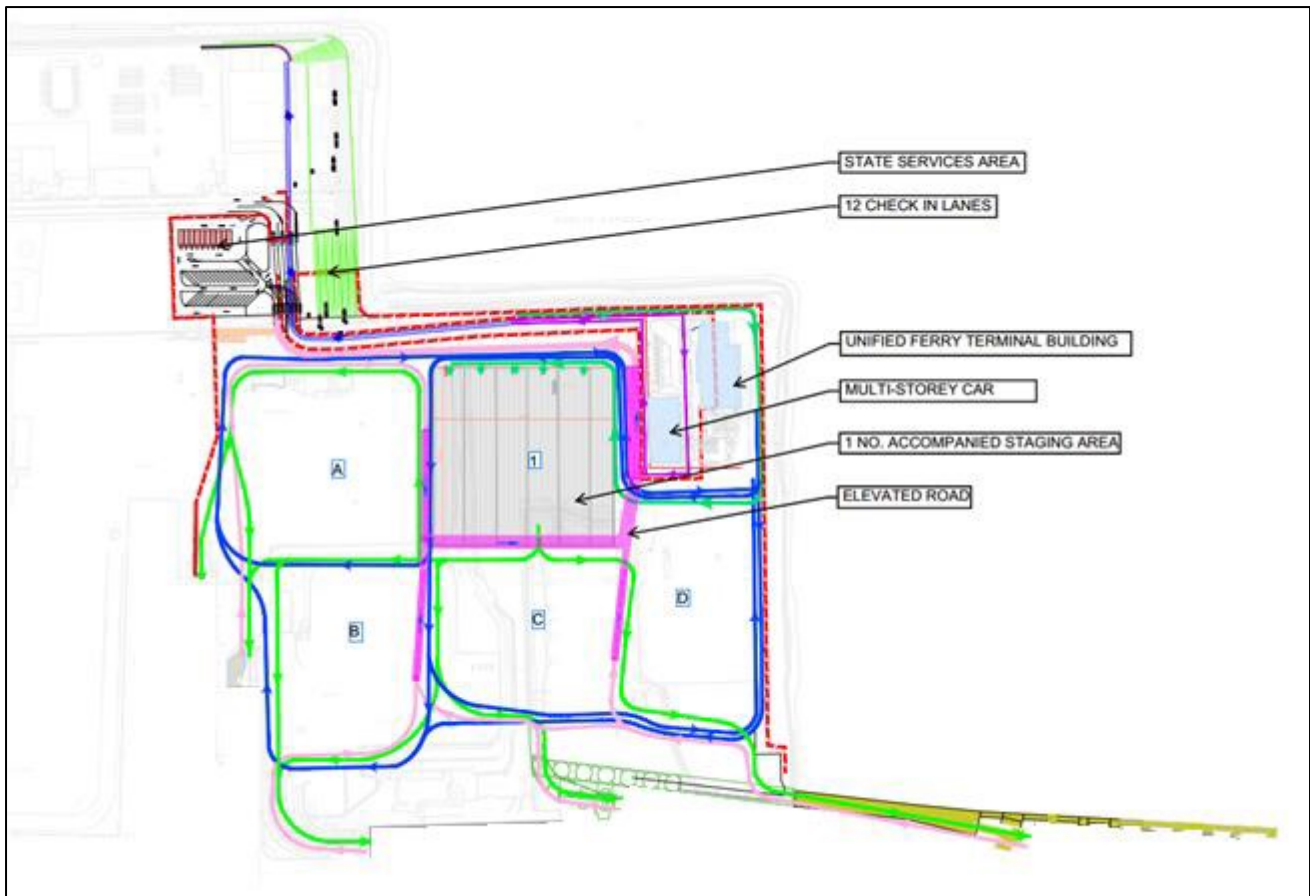 STATE SERVICES AREA
12 CHECK IN LANES
UNIFIED FERRY TERMINAL BUILDING
MULTI-STOREY CAR
1 NO. ACCOMPANIED STAGING AREA
ELEVATED ROAD
A
1
B
C
D